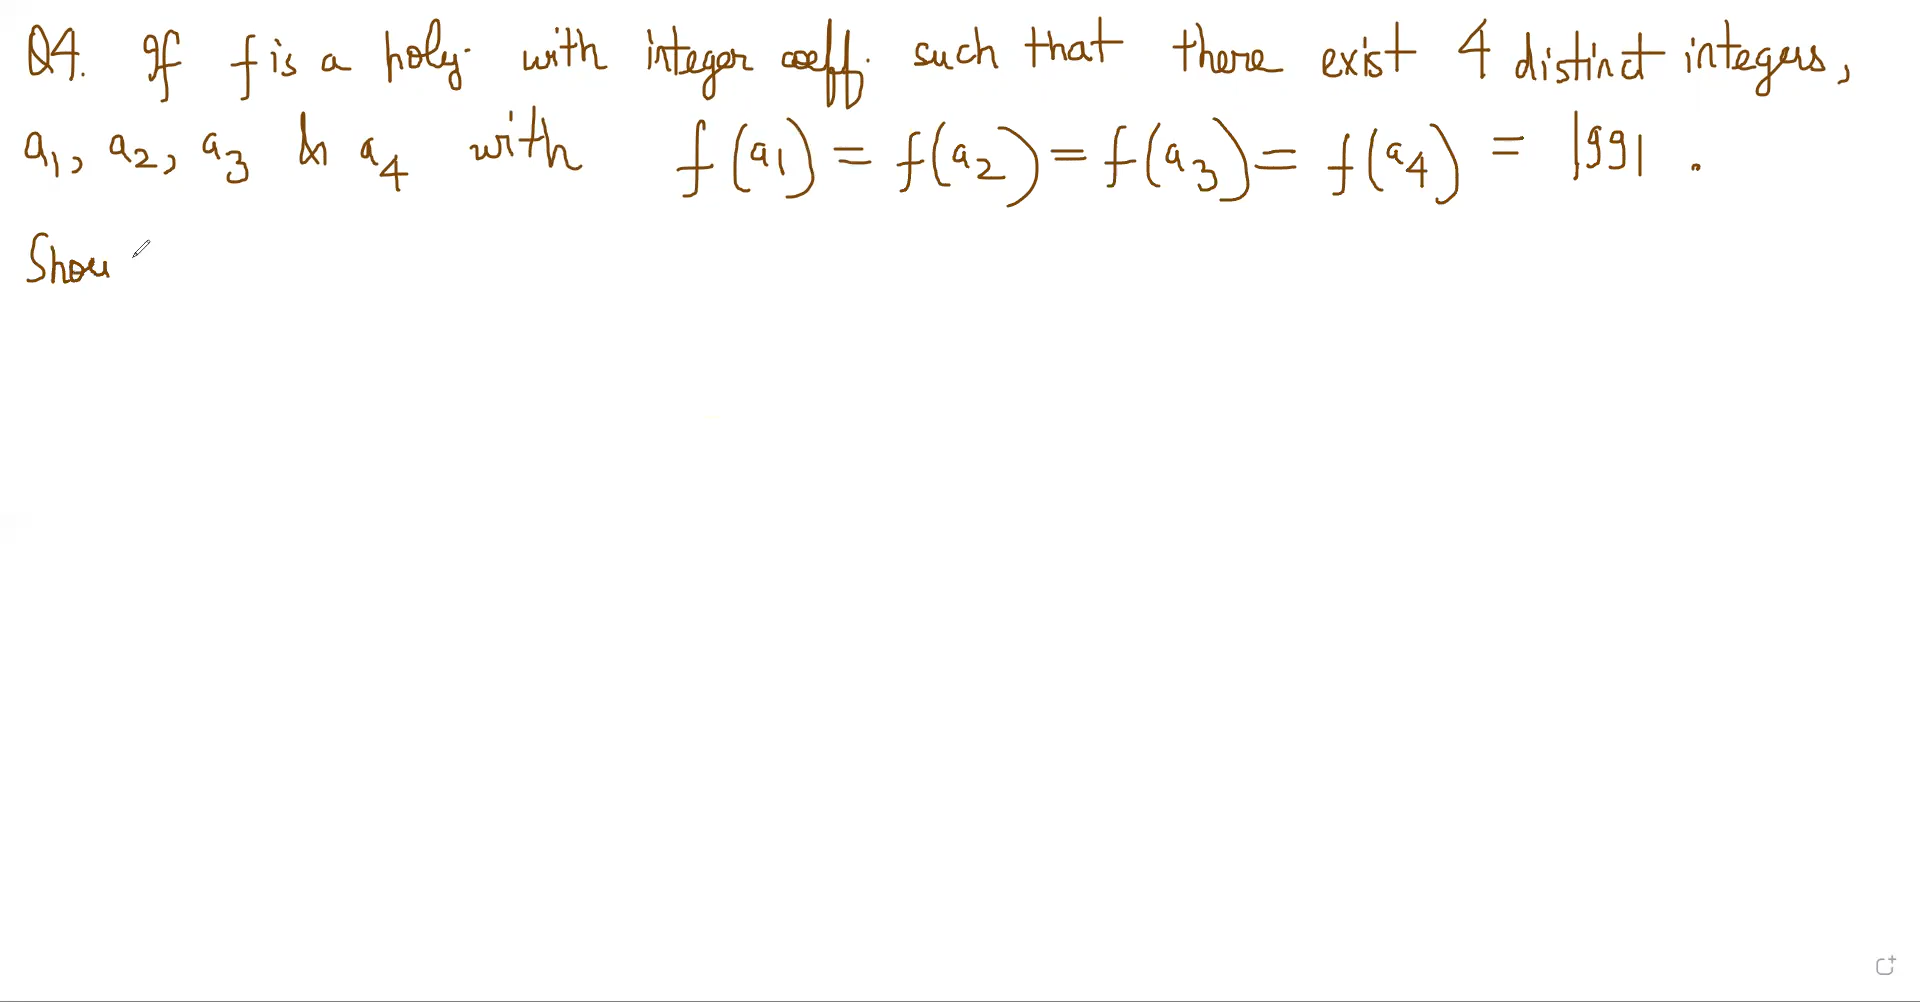 Q4. If f is a poly. with integer coeff. such that there exist 4 distinct integers,
a1, a2, a3 & a4 with f(a1) = f(a2) = f(a3) = f(a4) = 1991.
Show